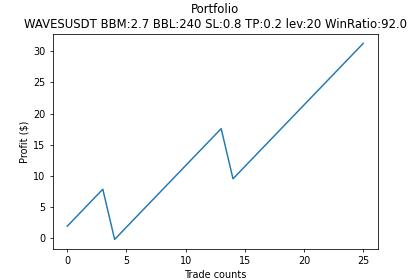 Portfolio
WAVESUSDT BBM:2.7 BBL:240 SL:0.8 TP:0.2 lev:20 WinRatio:92.0
30
25
20
15
10
5
0
Profit ($)
0 5 10 15 20 25
Trade counts